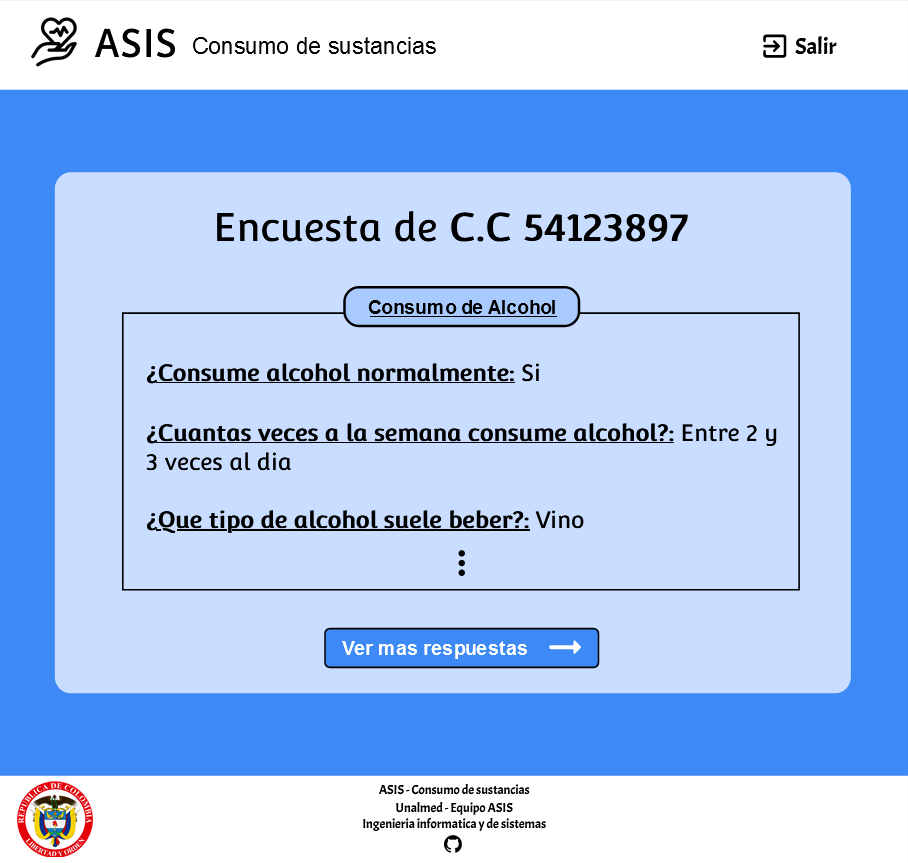 ASIS Consumo de sustancias
Salir
Encuesta de C.C 54123897
Consumo de Alcohol
¿Consume alcohol normalmente: Si
¿Cuantas veces a la semana consume alcohol?: Entre 2 y
3 veces al dia
¿Que tipo de alcohol suele beber?: Vino
Ver mas respuestas
ASIS - Consumo de sustancias
Unalmed - Equipo ASIS
Ingenieria informatica y de sistemas
REPUBLICA DE COLOMBIA
LIBERTAD Y ORDEN